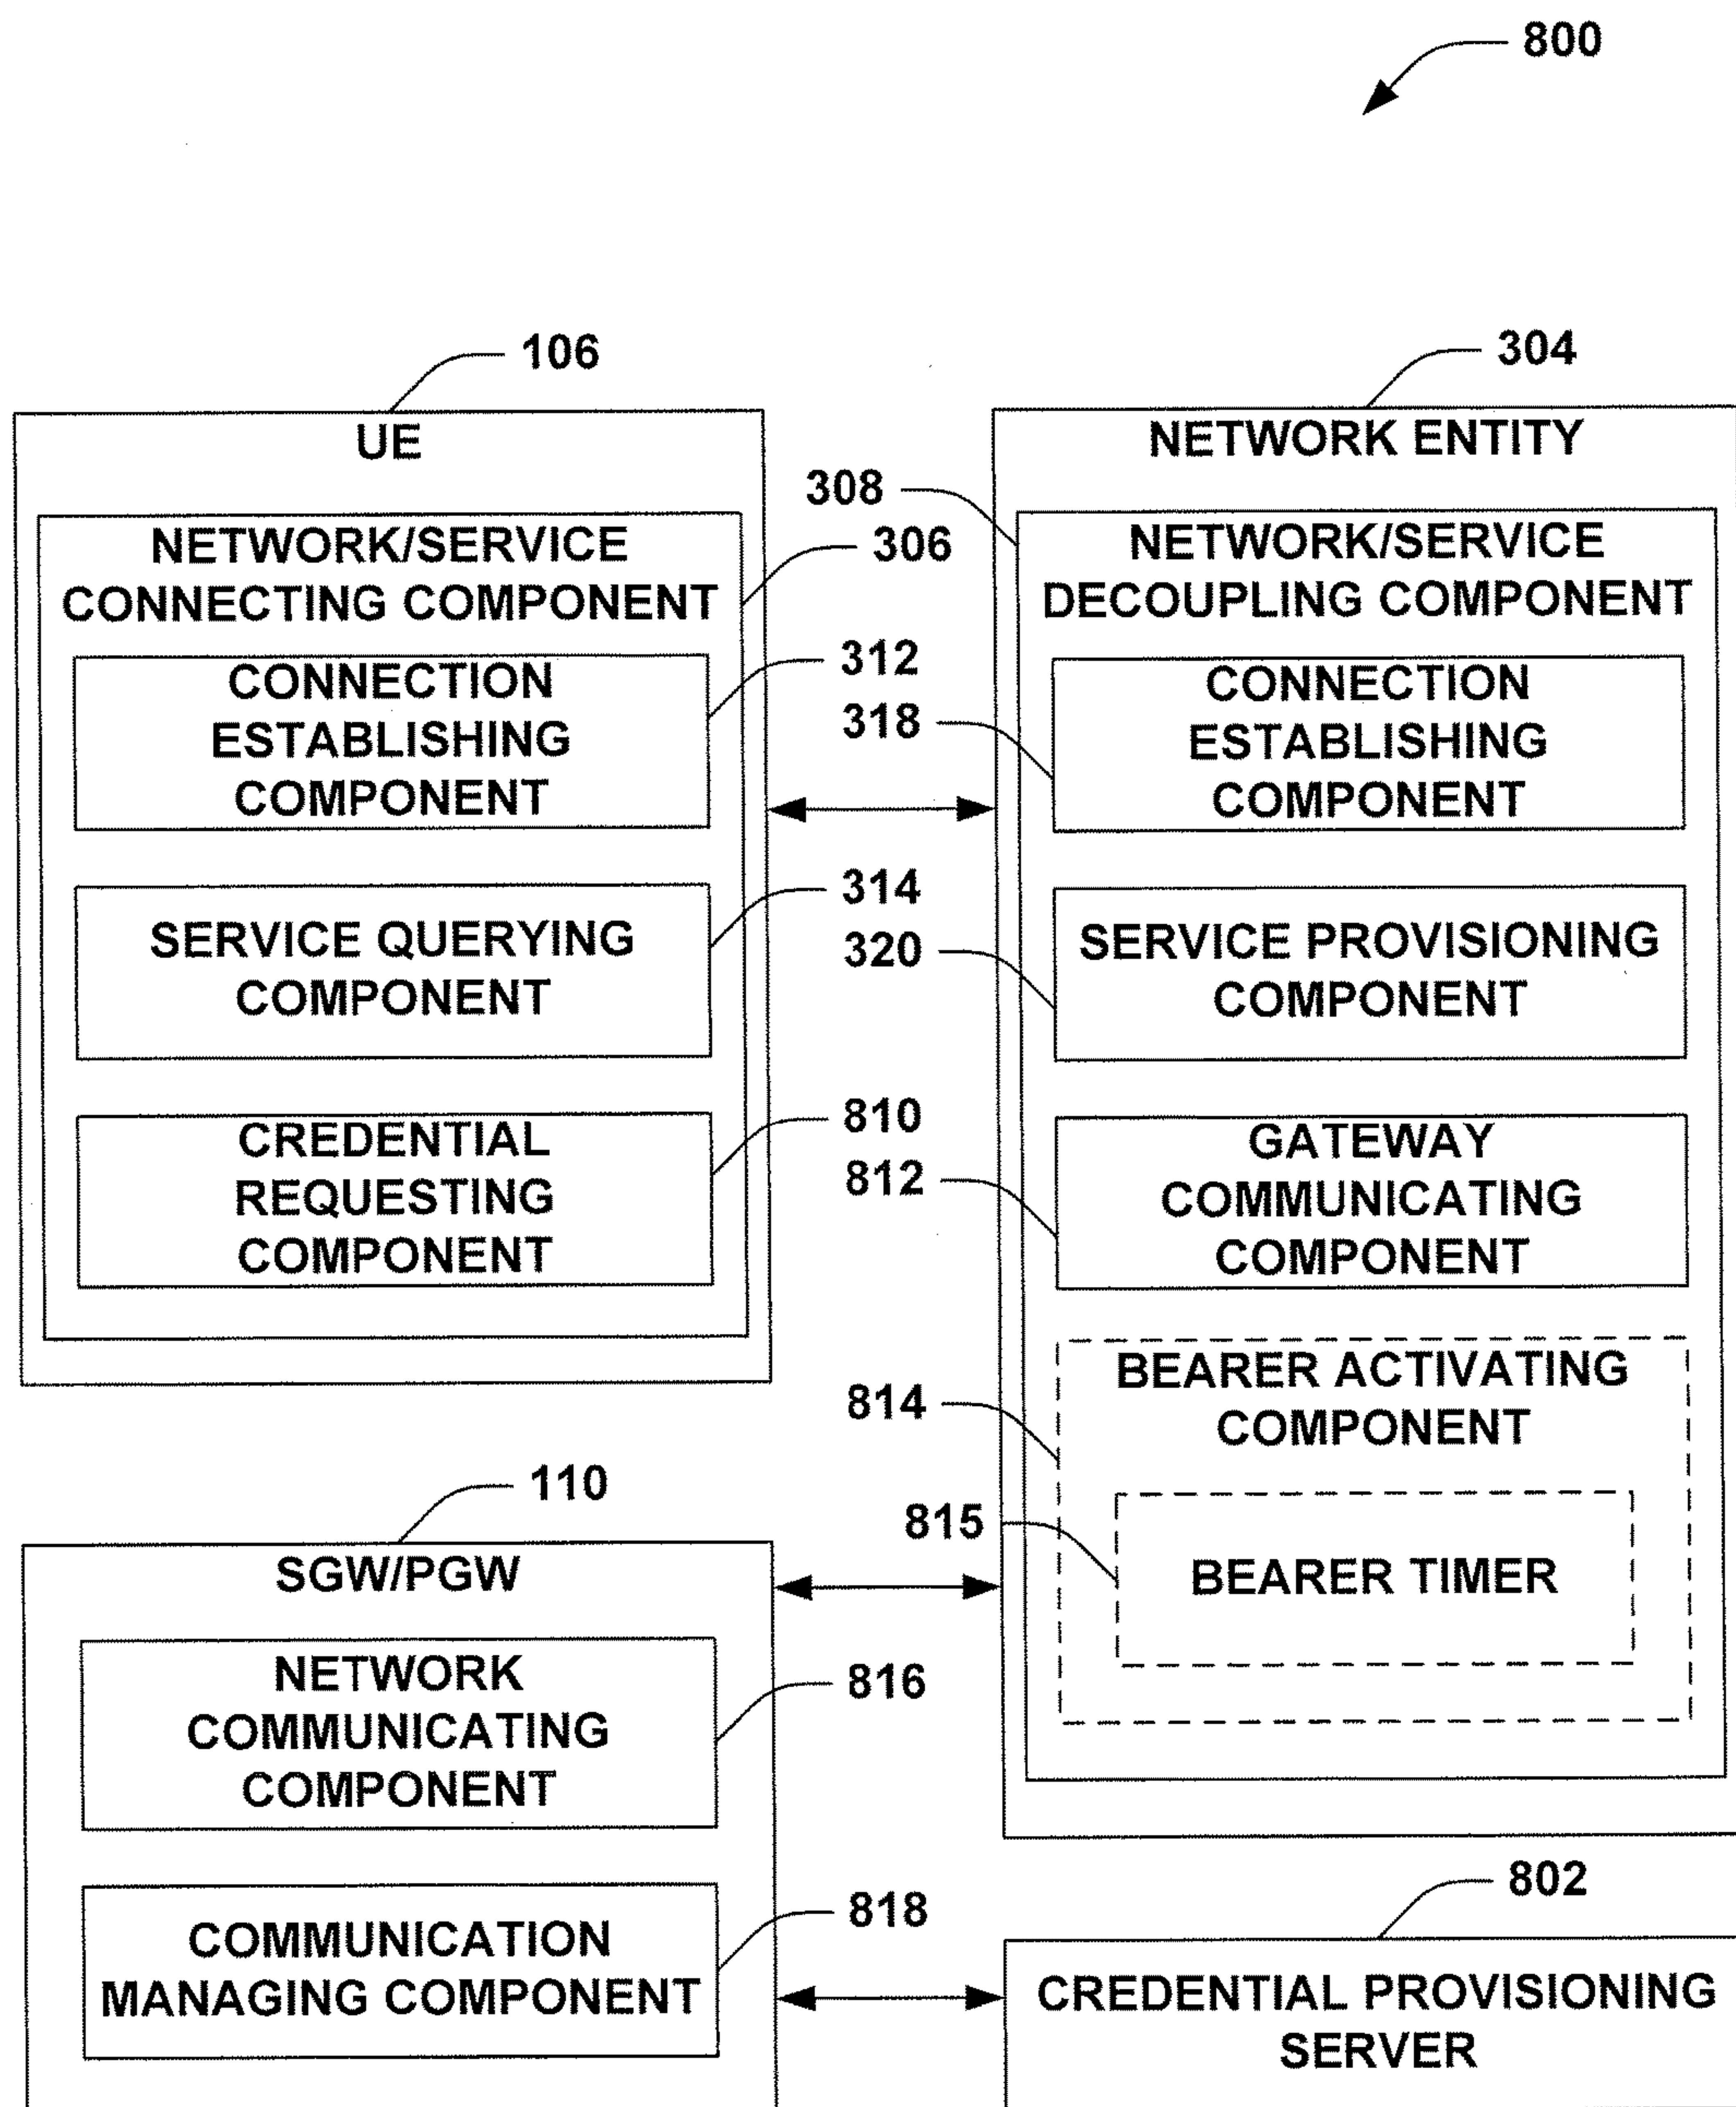 800
106
UE
NETWORK/SERVICE
CONNECTING COMPONENT
306
CONNECTION
ESTABLISHING
COMPONENT
312
SERVICE QUERYING
COMPONENT
314
CREDENTIAL
REQUESTING
COMPONENT
810
304
NETWORK ENTITY
308
NETWORK/SERVICE
DECOUPLING COMPONENT
318
CONNECTION
ESTABLISHING
COMPONENT
320
SERVICE PROVISIONING
COMPONENT
812
GATEWAY
COMMUNICATING
COMPONENT
814
BEARER ACTIVATING
COMPONENT
815
BEARER TIMER
110
SGW/PGW
NETWORK
COMMUNICATING
COMPONENT
816
COMMUNICATION
MANAGING COMPONENT
818
802
CREDENTIAL PROVISIONING
SERVER